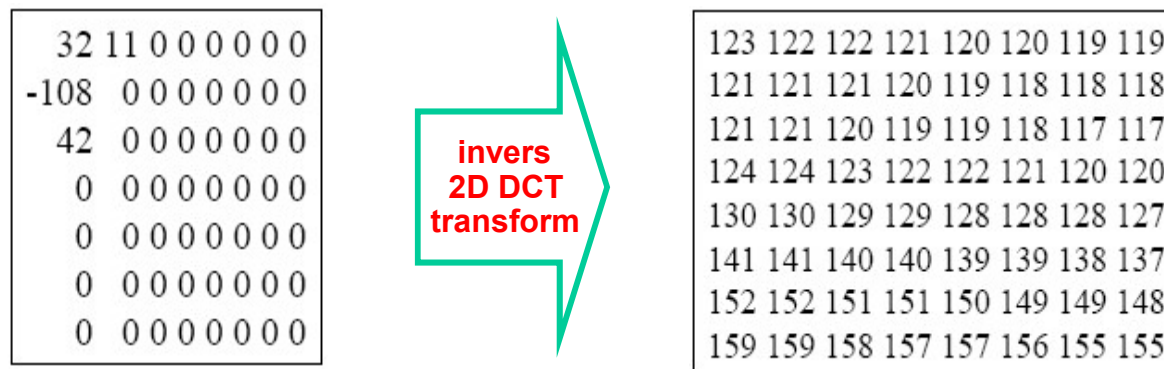 32 11 0 0 0 0 0 0
-108 0 0 0 0 0 0 0
42 0 0 0 0 0 0 0
0 0 0 0 0 0 0 0
0 0 0 0 0 0 0 0
0 0 0 0 0 0 0 0
0 0 0 0 0 0 0 0
invers
2D DCT
transform
123 122 122 121 120 120 119 119
121 121 121 120 119 118 118 118
121 121 120 119 119 118 117 117
124 124 123 122 122 121 120 120
130 130 129 129 128 128 128 127
141 141 140 140 139 139 138 137
152 152 151 151 150 149 149 148
159 159 158 157 157 156 155 155